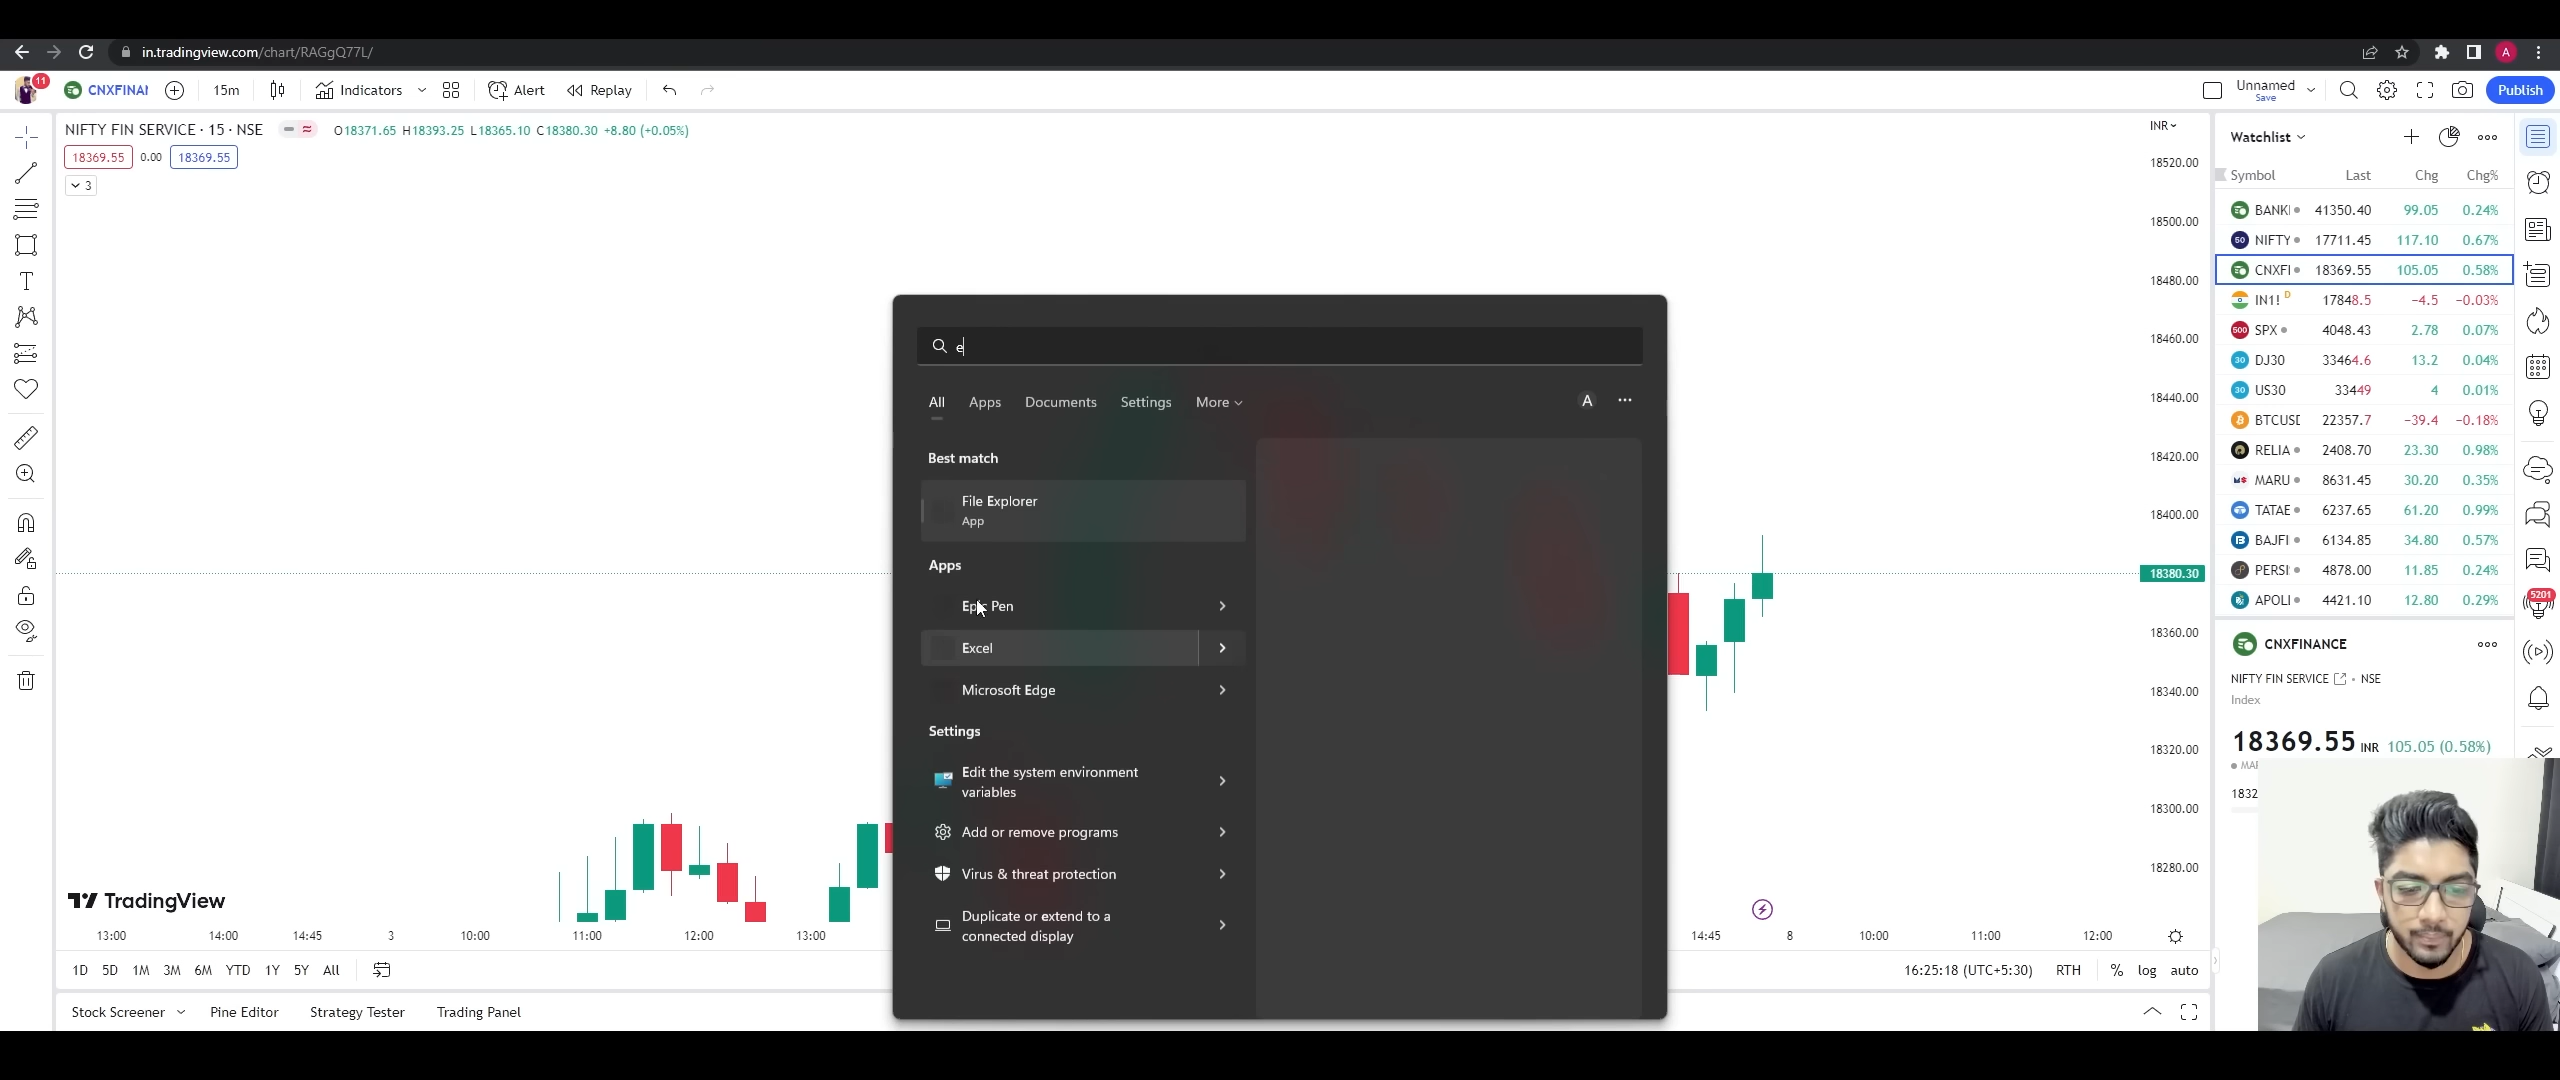 in.tradingview.com/chart/RAGgQ77L/
A
11
CNXFINAI
15m
Indicators
Alert
Replay
Unnamed
Save
Publish
NIFTY FIN SERVICE · 15 · NSE
O18371.65 H18393.25 L18365.10 C18380.30 +8.80 (+0.05%)
18369.55 0.00 18369.55
3
INR
18520.00
18500.00
18480.00
18460.00
18440.00
18420.00
18400.00
18380.30
18360.00
18340.00
18320.00
18300.00
18280.00
e
All Apps Documents Settings More
A
Best match
File Explorer
App
Apps
Epic Pen
Excel
Microsoft Edge
Settings
Edit the system environment
variables
Add or remove programs
Virus & threat protection
Duplicate or extend to a
connected display
TradingView
13:00 14:00 14:45 3 10:00 11:00 12:00 13:00 14:45 8 10:00 11:00 12:00
1D 5D 1M 3M 6M YTD 1Y 5Y All
16:25:18 (UTC+5:30) RTH % log auto
Stock Screener Pine Editor Strategy Tester Trading Panel
Watchlist
Symbol Last Chg Chg%
BANKI 41350.40 99.05 0.24%
50 NIFTY 17711.45 117.10 0.67%
CNXFI 18369.55 105.05 0.58%
IN1! D 17848.5 −4.5 −0.03%
500 SPX 4048.43 2.78 0.07%
30 DJ30 33464.6 13.2 0.04%
30 US30 33449 4 0.01%
BTCUSE 22357.7 −39.4 −0.18%
RELIA 2408.70 23.30 0.98%
MARU 8631.45 30.20 0.35%
TATAE 6237.65 61.20 0.99%
BAJFI 6134.85 34.80 0.57%
PERSI 4878.00 11.85 0.24%
APOLI 4421.10 12.80 0.29%
5201
CNXFINANCE
NIFTY FIN SERVICE • NSE
Index
18369.55 INR 105.05 (0.58%)
1832